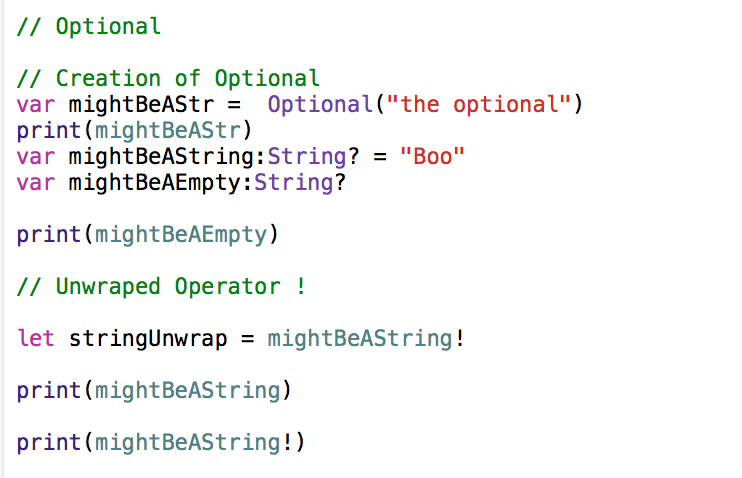 // Optional
// Creation of Optional
var mightBeAStr =  Optional("the optional")
print(mightBeAStr)
var mightBeAString:String? = "Boo"
var mightBeAEmpty:String?
print(mightBeAEmpty)
// Unwraped Operator !
let stringUnwrap = mightBeAString!
print(mightBeAString)
print(mightBeAString!)